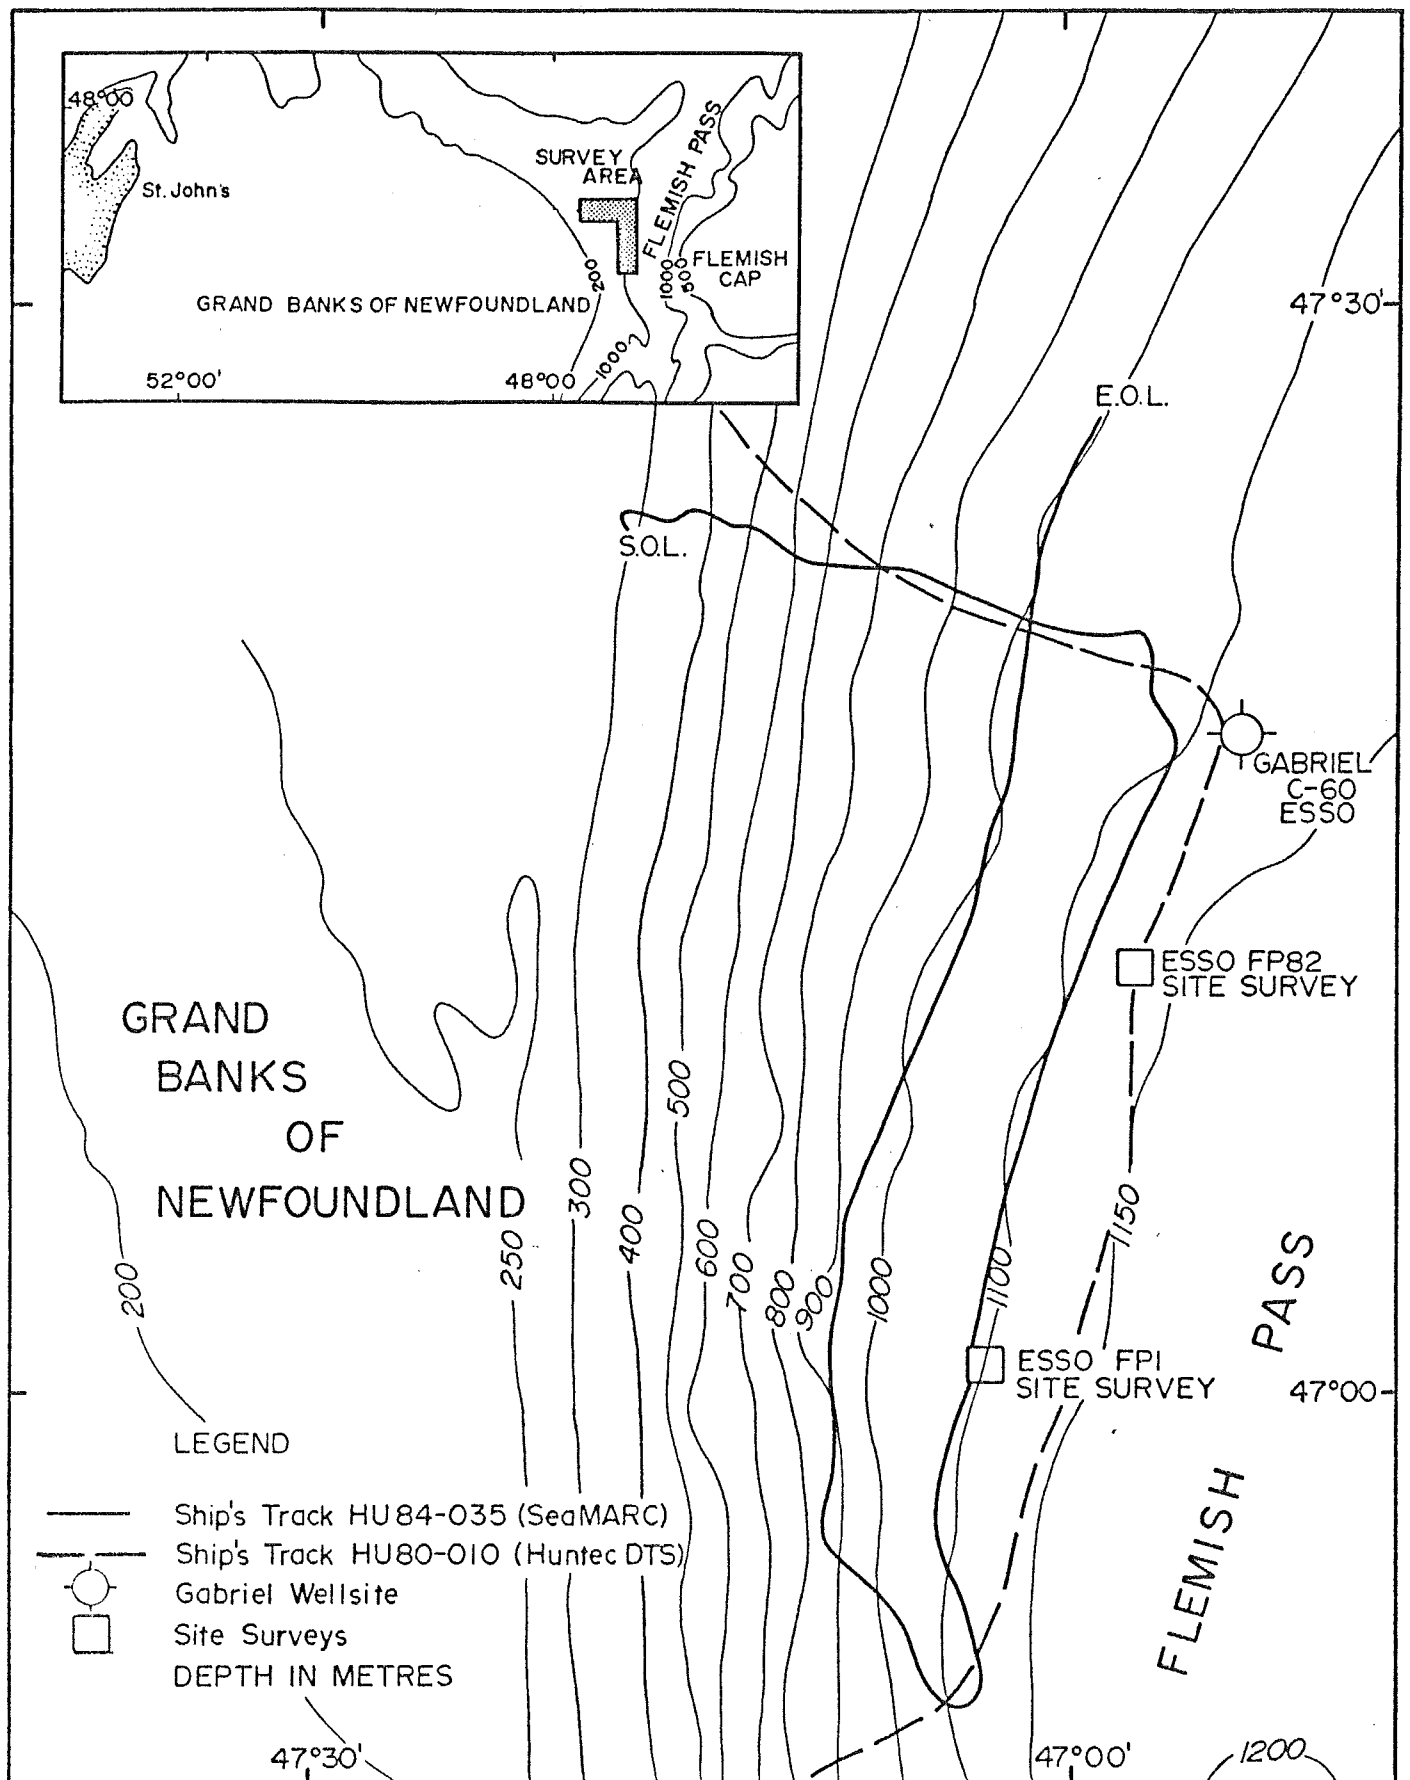 48°00'
St. John's
SURVEY
AREA
FLEMISH PASS
FLEMISH
CAP
200
1000
500
GRAND BANKS OF NEWFOUNDLAND
1000
52°00'
48°00
47°30'
E.O.L.
S.O.L.
GABRIEL
C-60
ESSO
ESSO FP82
SITE SURVEY
GRAND
BANKS
OF
NEWFOUNDLAND
200
250
300
400
500
600
700
800
900
1000
1100
1150
ESSO FP1
SITE SURVEY
47°00'
FLEMISH PASS
LEGEND
Ship's Track HU84-035 (SeaMARC)
Ship's Track HU80-010 (Huntec DTS)
Gabriel Wellsite
Site Surveys
DEPTH IN METRES
47°30'
47°00'
1200